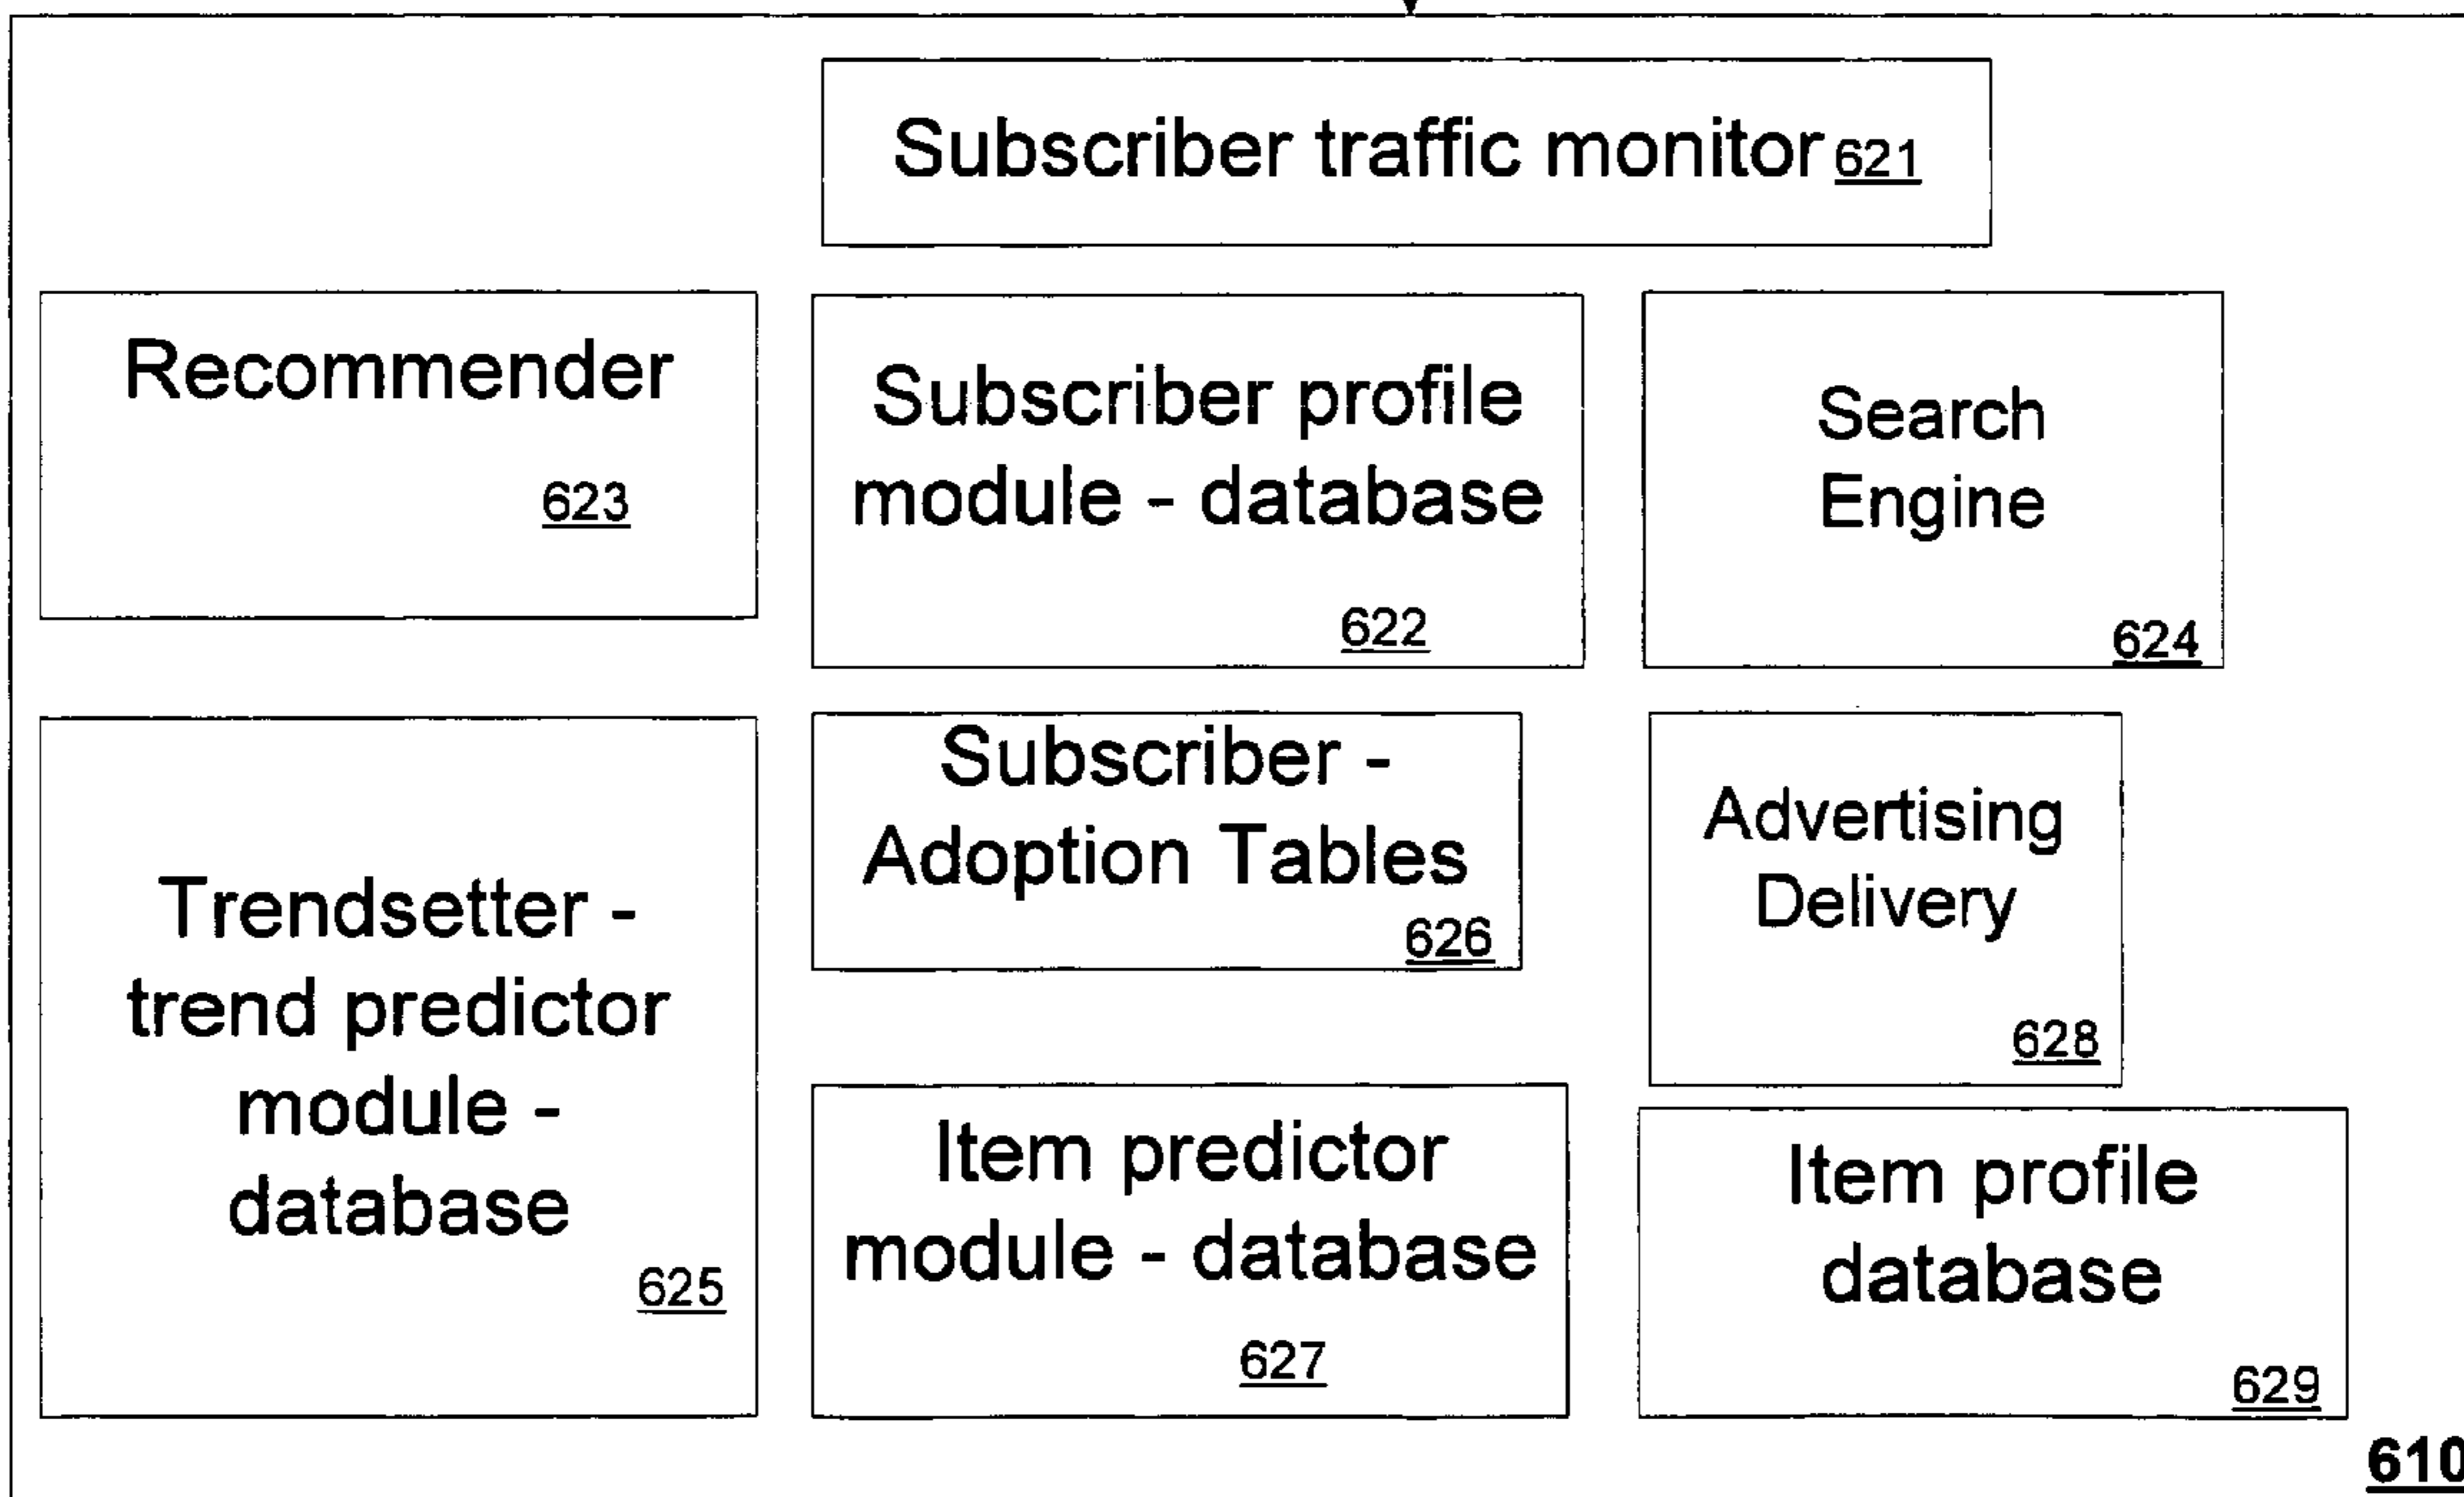 Subscriber traffic monitor 621
Recommender
623
Subscriber profile
module - database
622
Search
Engine
624
Trendsetter -
trend predictor
module -
database
625
Subscriber -
Adoption Tables
626
Advertising
Delivery
628
Item predictor
module - database
627
Item profile
database
629
610